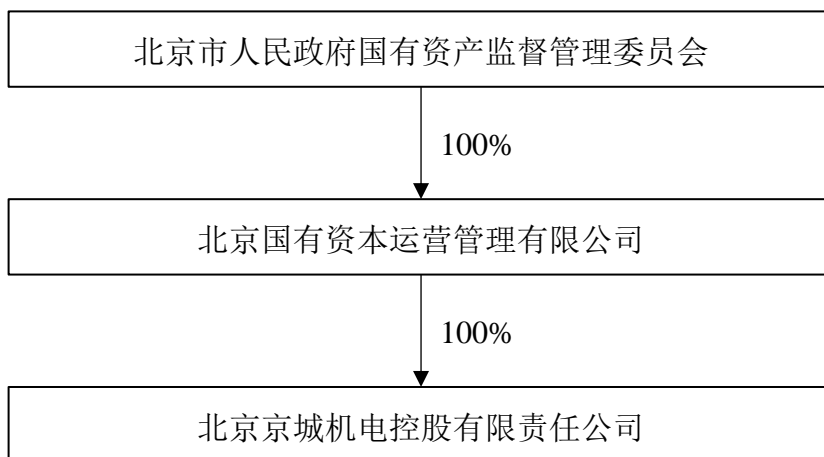 北京市人民政府国有资产监督管理委员会
100%
北京国有资本运营管理有限公司
100%
北京京城机电控股有限责任公司